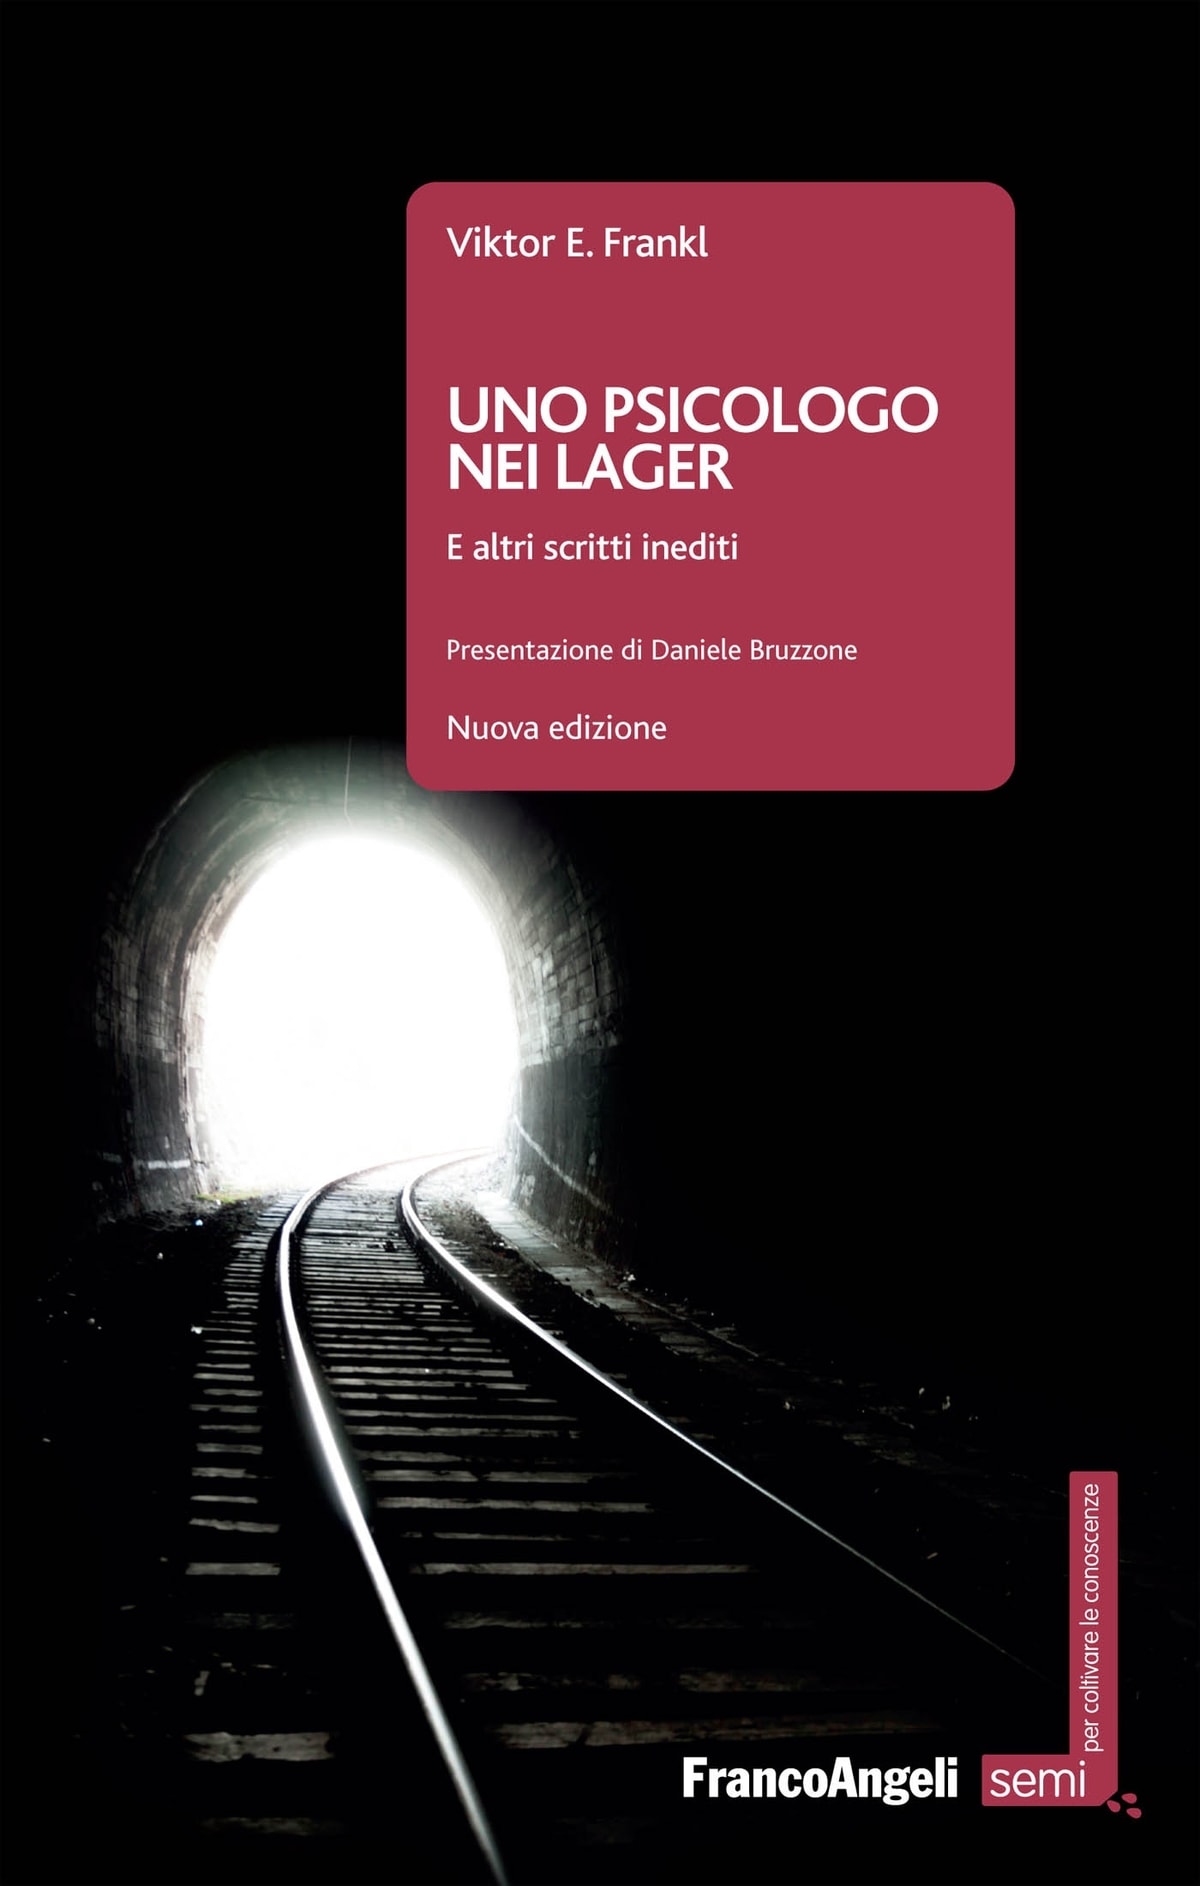 Viktor E. Frankl
UNO PSICOLOGO
NEI LAGER
E altri scritti inediti
Presentazione di Daniele Bruzzone
Nuova edizione
per coltivare le conoscenze
FrancoAngeli
semi